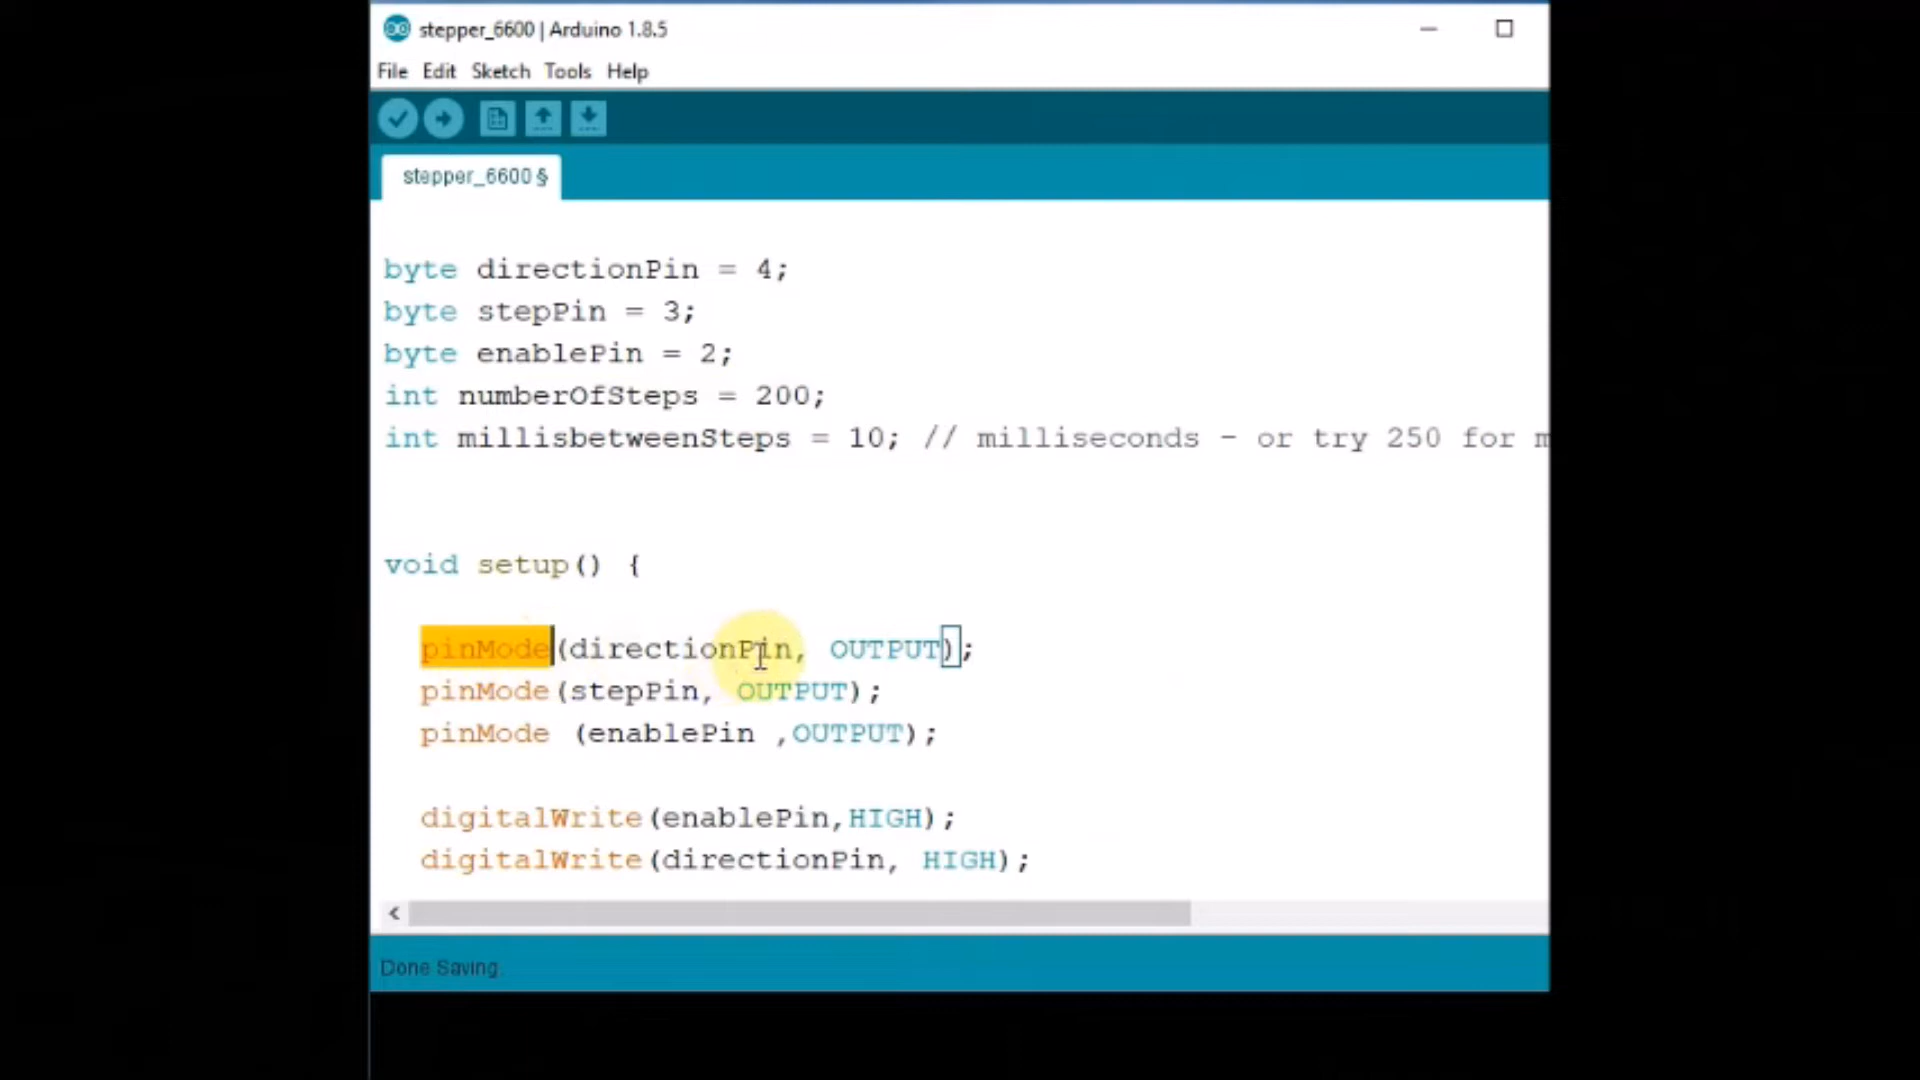 stepper_6600 | Arduino 1.8.5
File Edit Sketch Tools Help
stepper_6600 §
byte directionPin = 4;
byte stepPin = 3;
byte enablePin = 2;
int numberOfSteps = 200;
int millisbetweenSteps = 10; // milliseconds - or try 250 for m
void setup() {
pinMode(directionPin, OUTPUT);
pinMode(stepPin, OUTPUT);
pinMode (enablePin ,OUTPUT);
digitalWrite(enablePin,HIGH);
digitalWrite(directionPin, HIGH);
Done Saving.